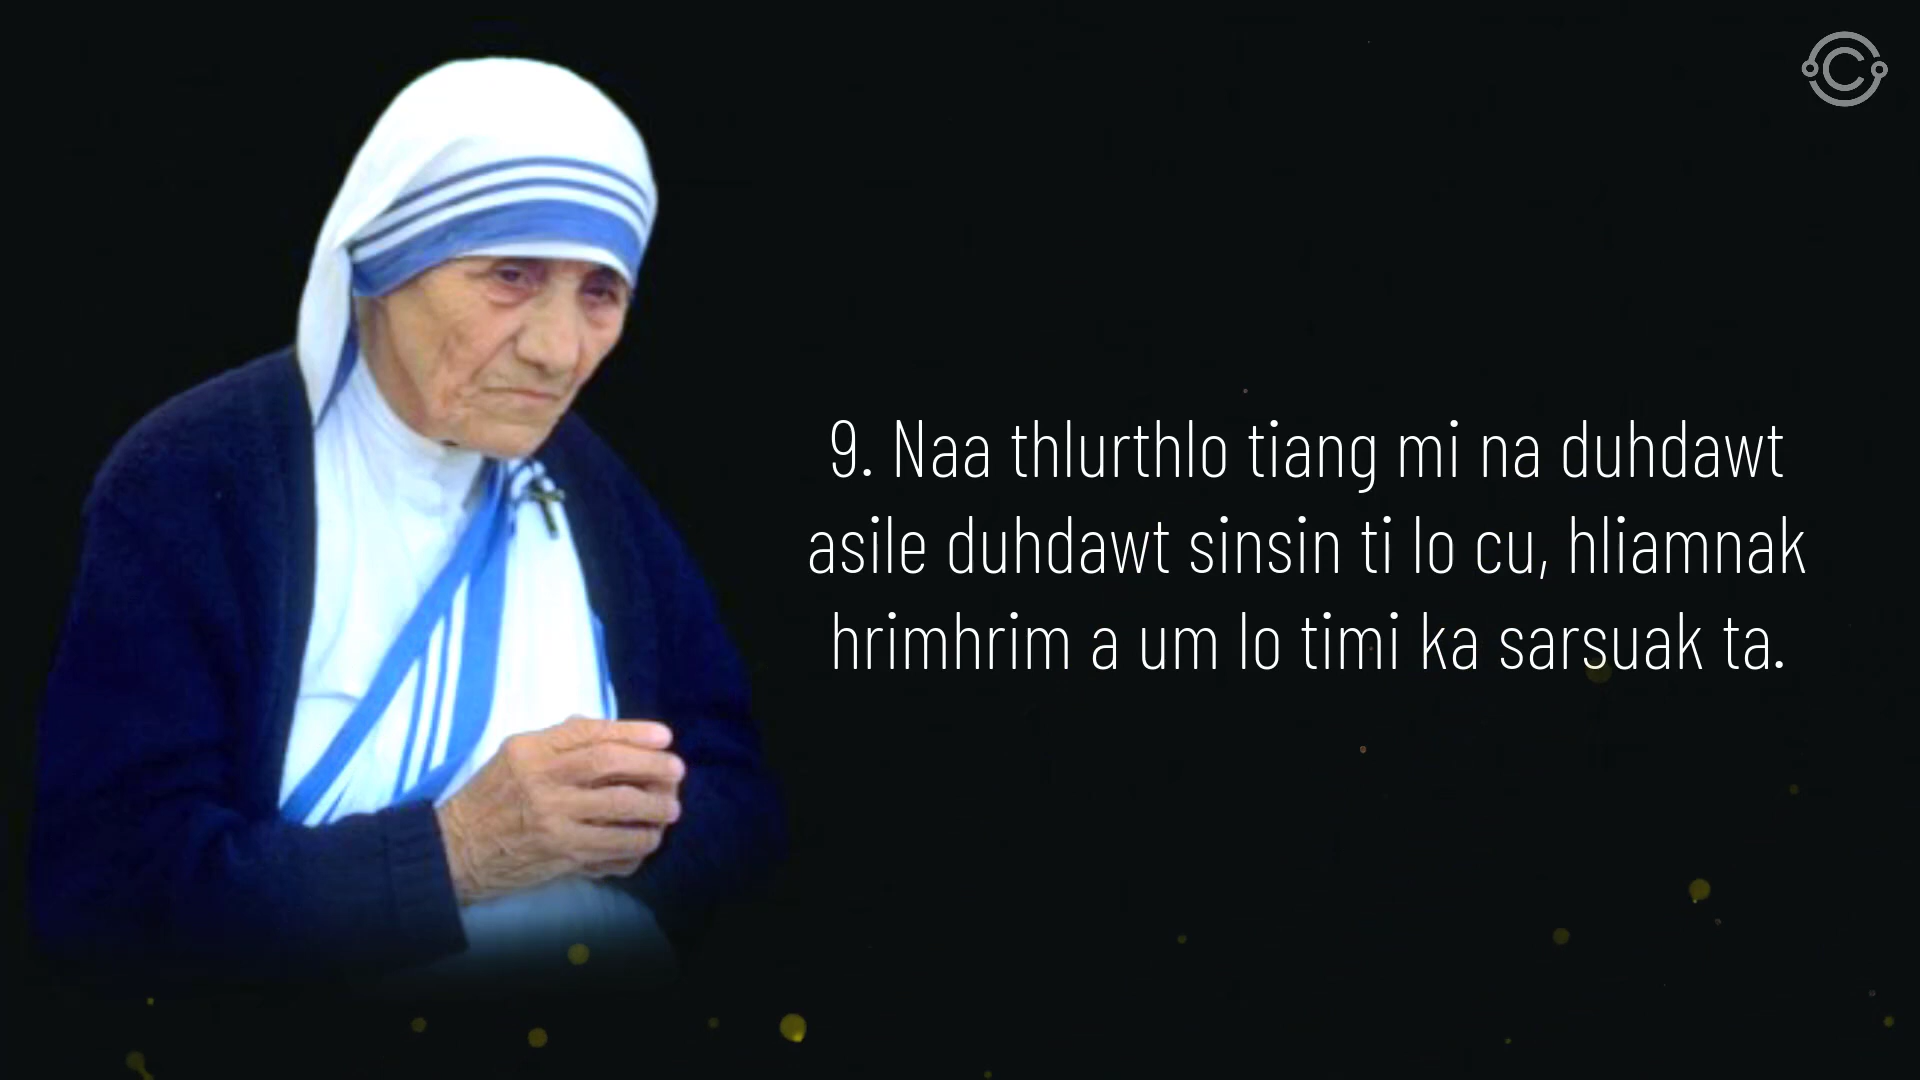 9. Naa thlurthlo tiang mi na duhdawt
asile duhdawt sinsin ti lo cu, hliamnak
hrimhrim a um lo timi ka sarsuak ta.